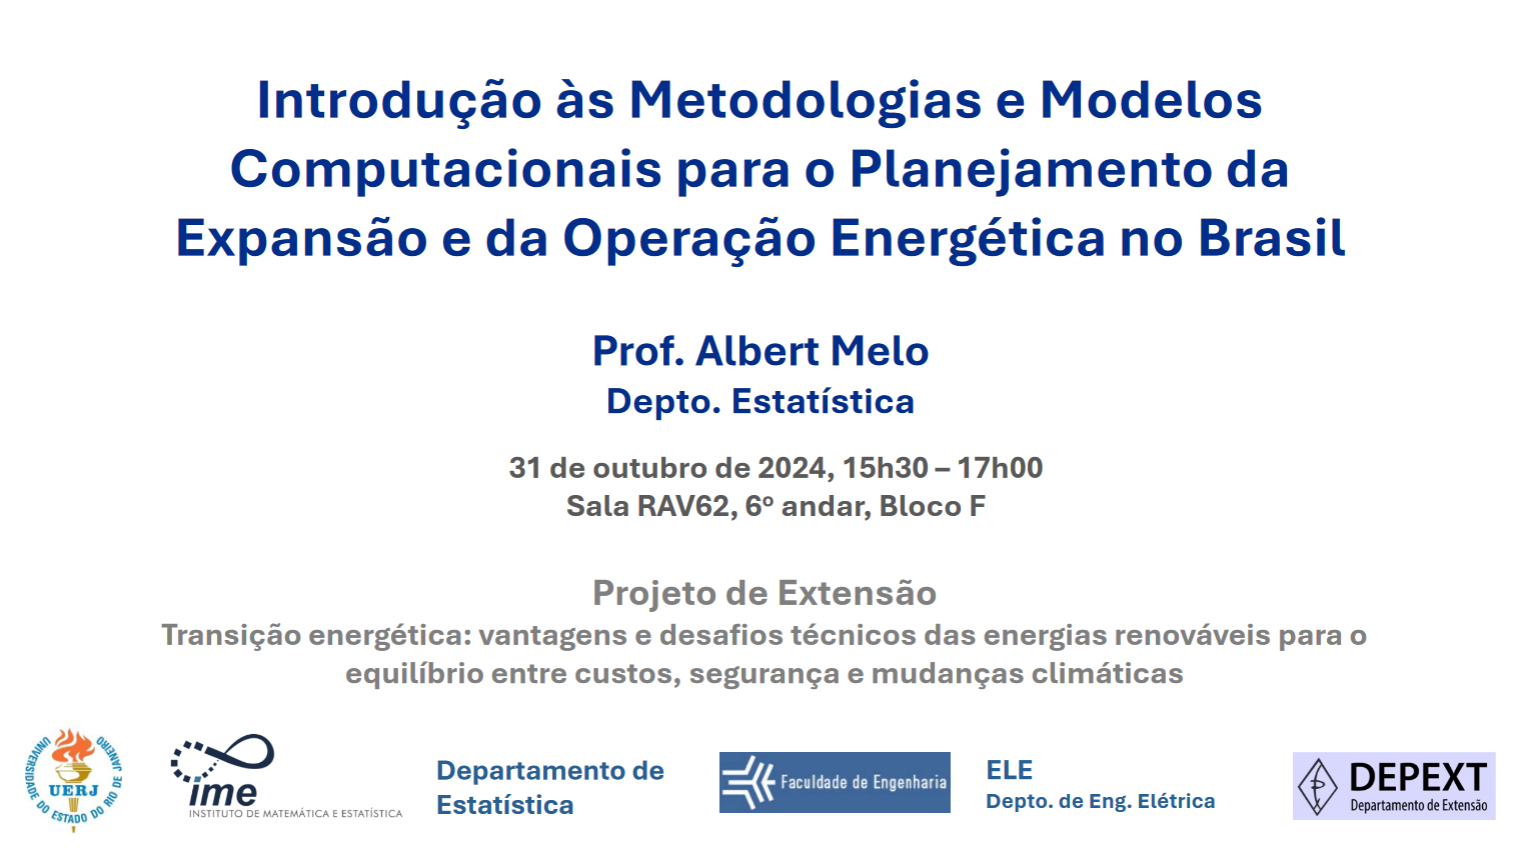 Introdução às Metodologias e Modelos
Computacionais para o Planejamento da
Expansão e da Operação Energética no Brasil
Prof. Albert Melo
Depto. Estatística
31 de outubro de 2024, 15h30 – 17h00
Sala RAV62, 6º andar, Bloco F
Projeto de Extensão
Transição energética: vantagens e desafios técnicos das energias renováveis para o
equilíbrio entre custos, segurança e mudanças climáticas
UNIVERSIDADE DO ESTADO DO RIO DE JANEIRO
UERJ
ime
INSTITUTO DE MATEMÁTICA E ESTATÍSTICA
Departamento de
Estatística
Faculdade de Engenharia
ELE
Depto. de Eng. Elétrica
DEPEXT
Departamento de Extensão